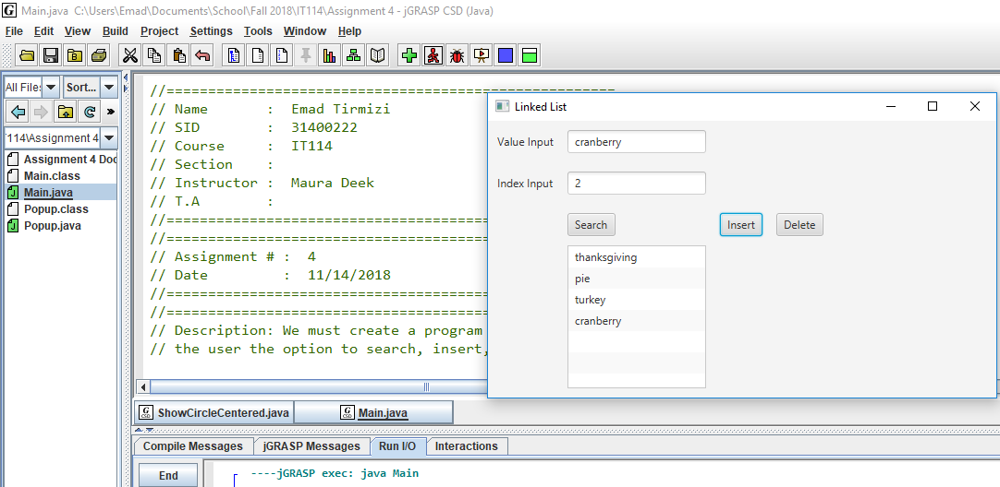 Main.java C:\Users\Emad\Documents\School\Fall 2018\IT114\Assignment 4 - jGRASP CSD (Java)
File Edit View Build Project Settings Tools Window Help
All File: Sort...
'114\Assignment 4
Assignment 4 Doc
Main.class
Main.java
Popup.class
Popup.java
//======================================================
// Name : Emad Tirmizi
// SID : 31400222
// Course : IT114
// Section :
// Instructor : Maura Deek
// T.A :
//========================================
//========================================
// Assignment # : 4
// Date : 11/14/2018
//========================================
//========================================
// Description: We must create a program
// the user the option to search, insert,
Linked List
Value Input cranberry
Index Input 2
Search Insert Delete
thanksgiving
pie
turkey
cranberry
ShowCircleCentered.java Main.java
Compile Messages jGRASP Messages Run I/O Interactions
End
----jGRASP exec: java Main